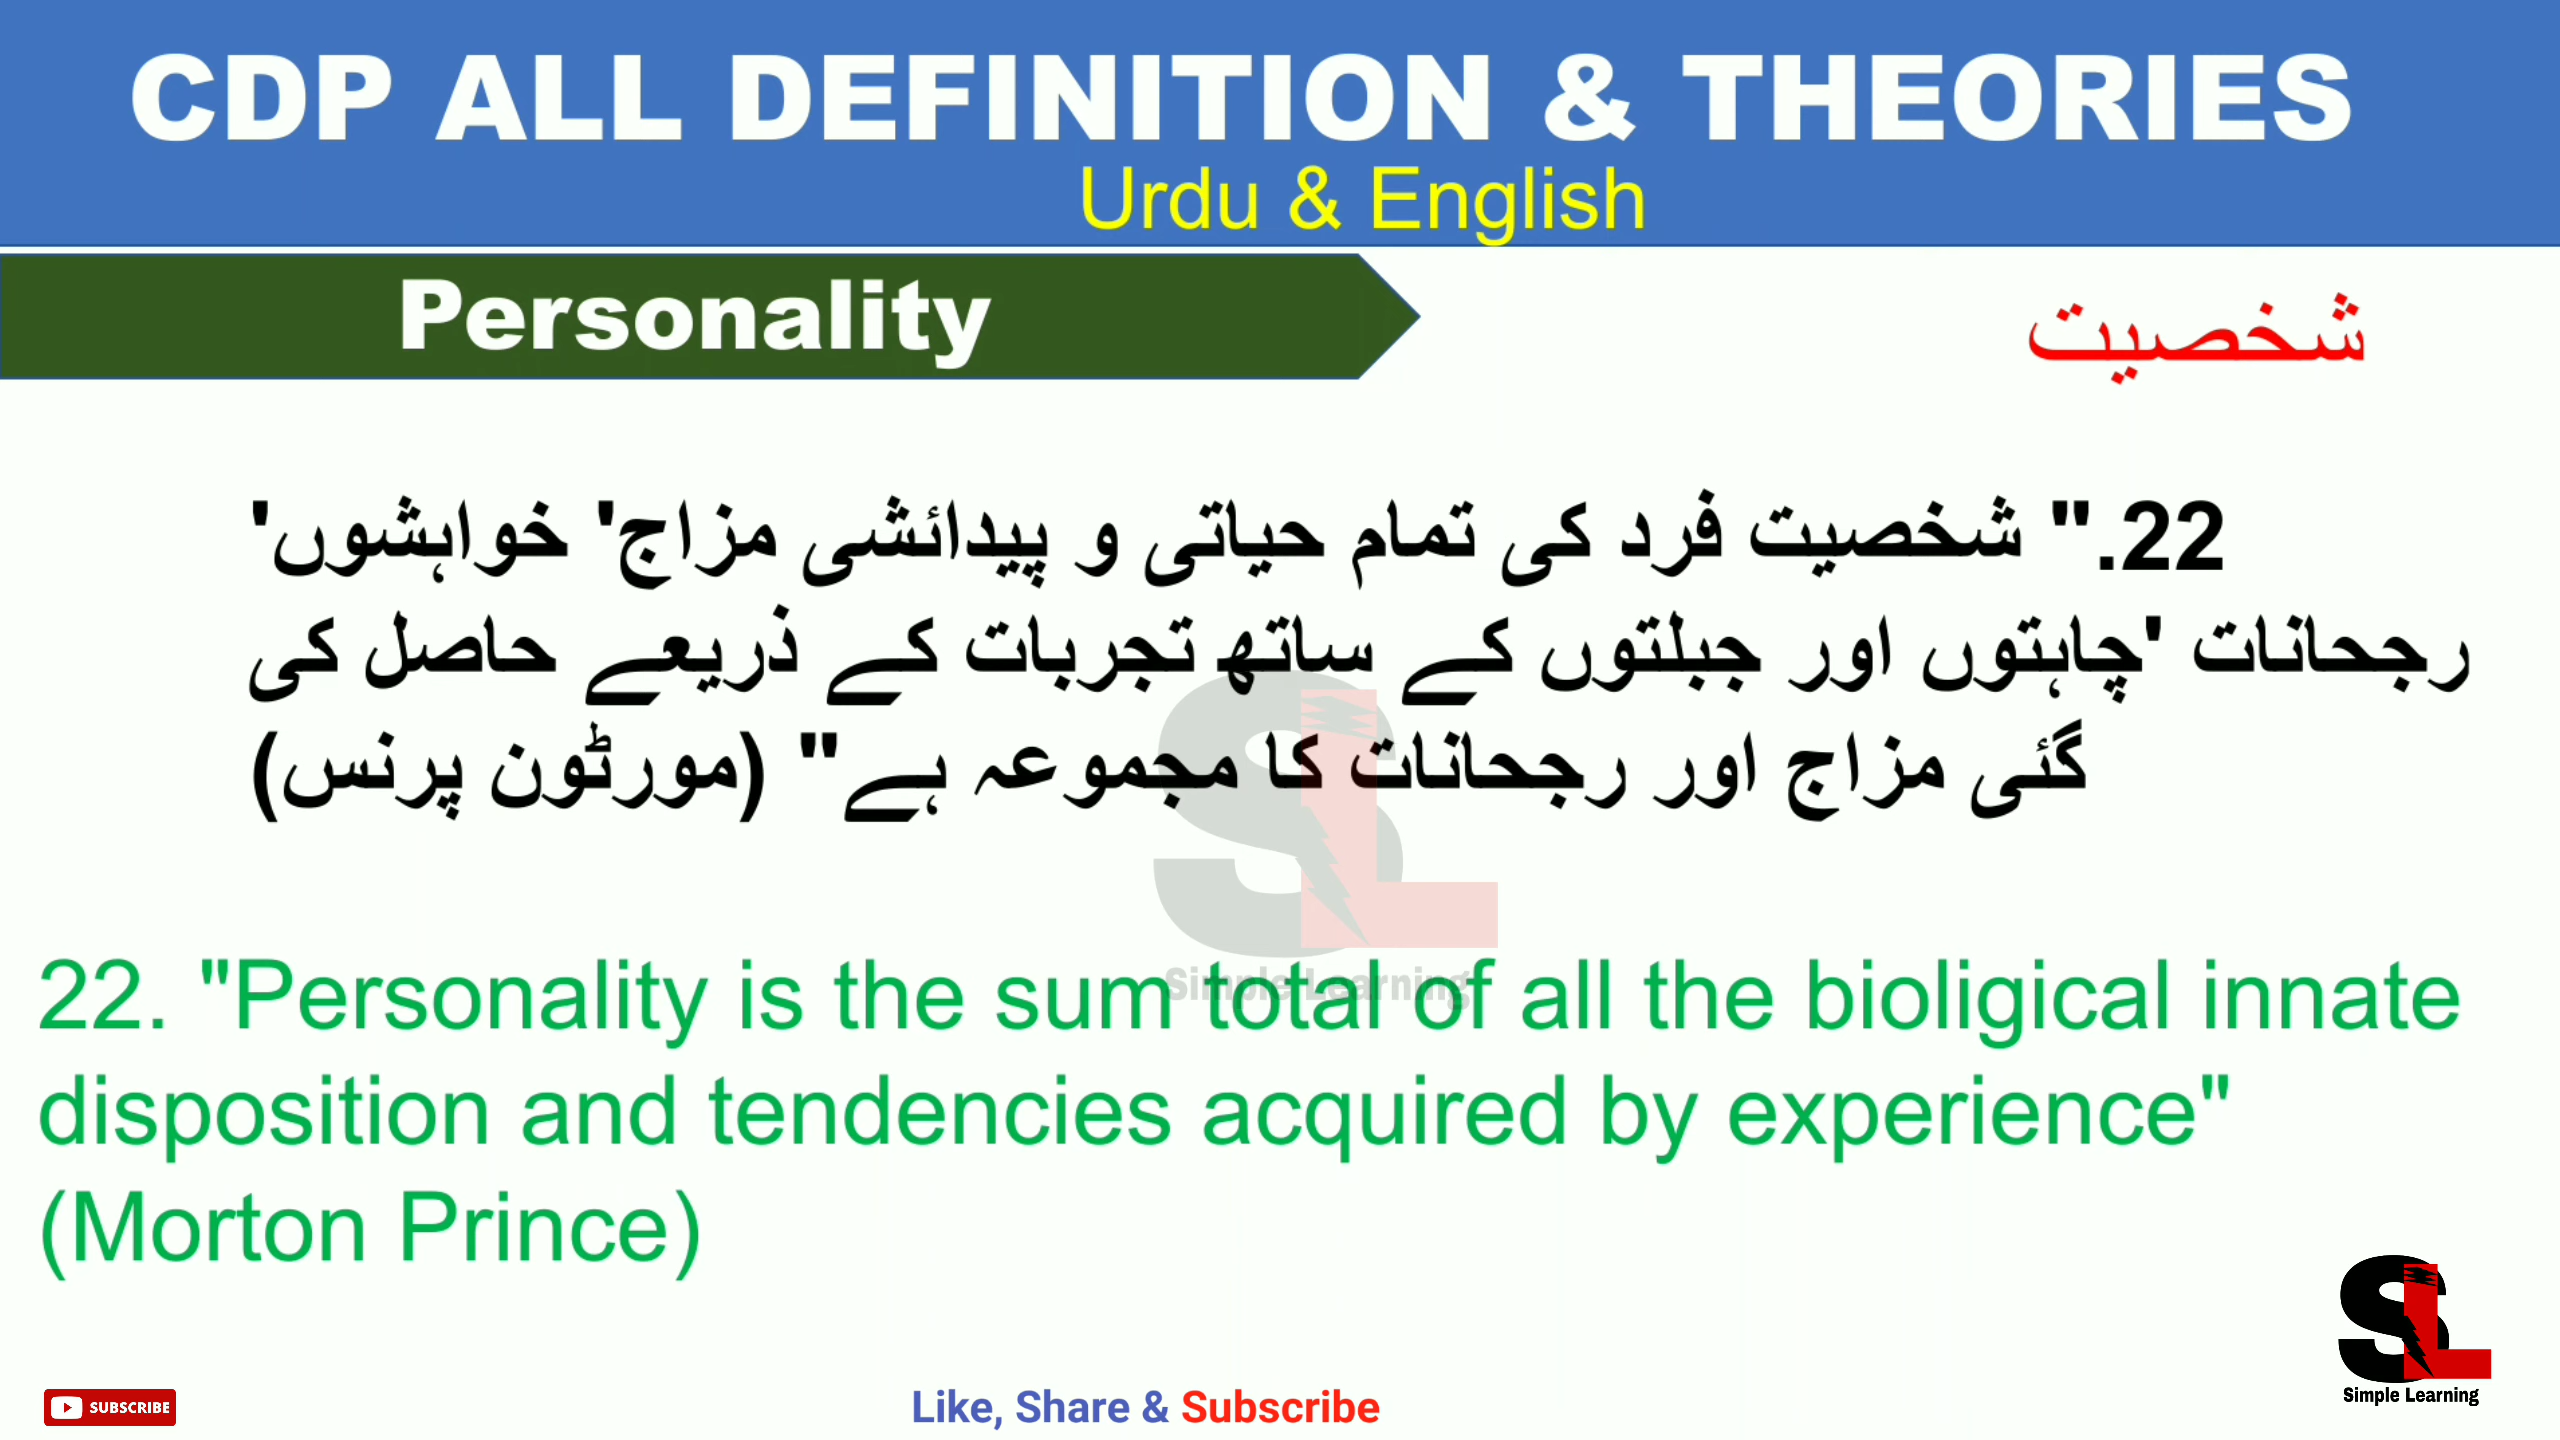 CDP ALL DEFINITION & THEORIES
Urdu & English
Personality
شخصیت
22." شخصیت فرد کی تمام حیاتی و پیدائشی مزاج' خواہشوں'
رجحانات 'چاہتوں اور جبلتوں کے ساتھ تجربات کے ذریعے حاصل کی
گئی مزاج اور رجحانات کا مجموعہ ہے" (مورٹون پرنس)
Simple Learning
22. "Personality is the sum total of all the bioligical innate
disposition and tendencies acquired by experience"
(Morton Prince)
SL
Simple Learning
SUBSCRIBE
Like, Share & Subscribe